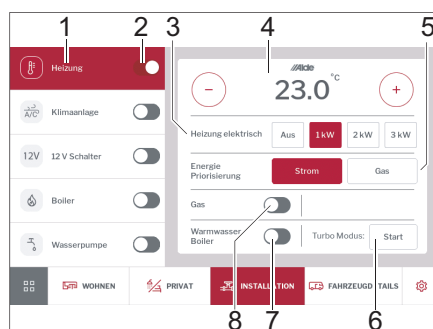 1 2 3 4 5
Heizung
A/C Klimaanlage
12V 12 V Schalter
Boiler
Wasserpumpe
Alde
23.0 °C
− +
Heizung elektrisch Aus 1 kW 2 kW 3 kW
Energie
Priorisierung Strom Gas
Gas
Warmwasser
Boiler Turbo Modus: Start
WOHNEN PRIVAT INSTALLATION FAHRZEUGDETAILS
8 7 6